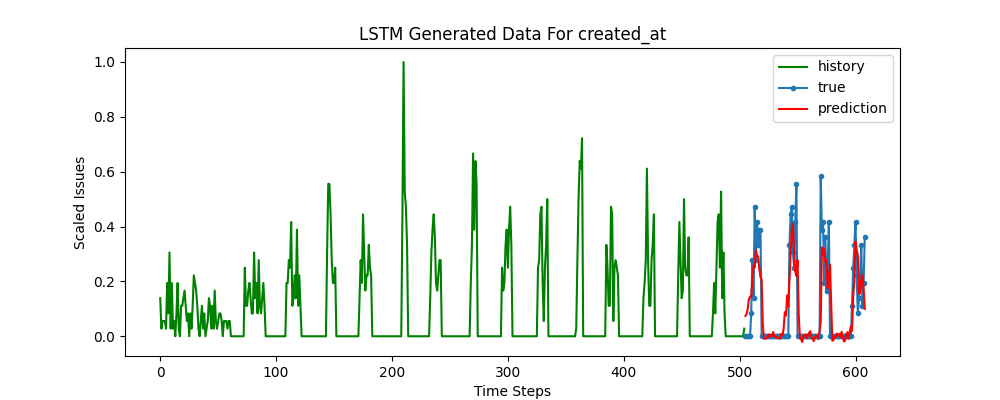 LSTM Generated Data For created_at
1.0
0.8
0.6
0.4
0.2
0.0
Scaled Issues
history
true
prediction
0 100 200 300 400 500 600
Time Steps